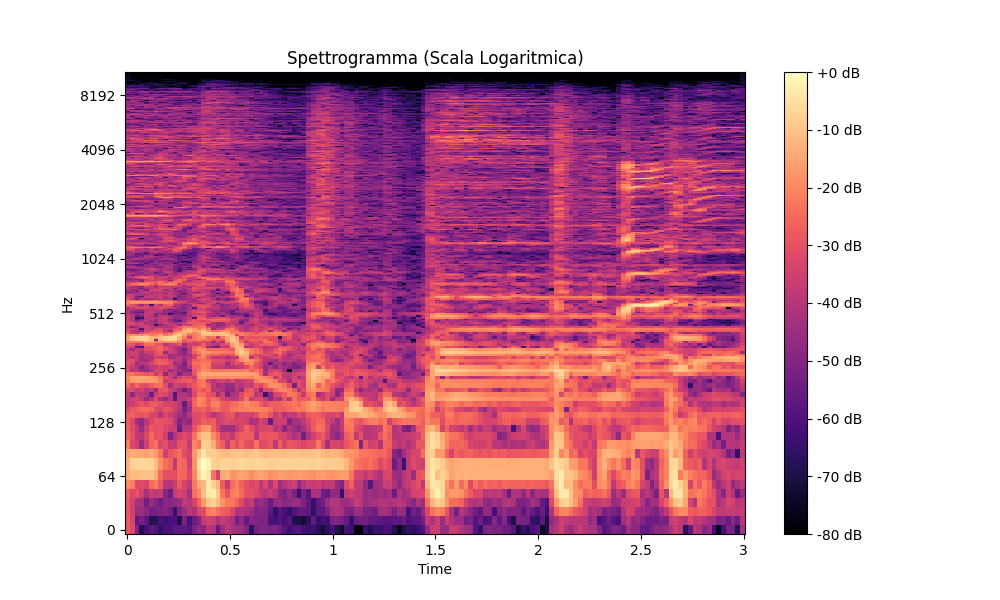 Spettrogramma (Scala Logaritmica)
Hz
8192
4096
2048
1024
512
256
128
64
0
0
0.5
1
1.5
2
2.5
3
Time
+0 dB
-10 dB
-20 dB
-30 dB
-40 dB
-50 dB
-60 dB
-70 dB
-80 dB